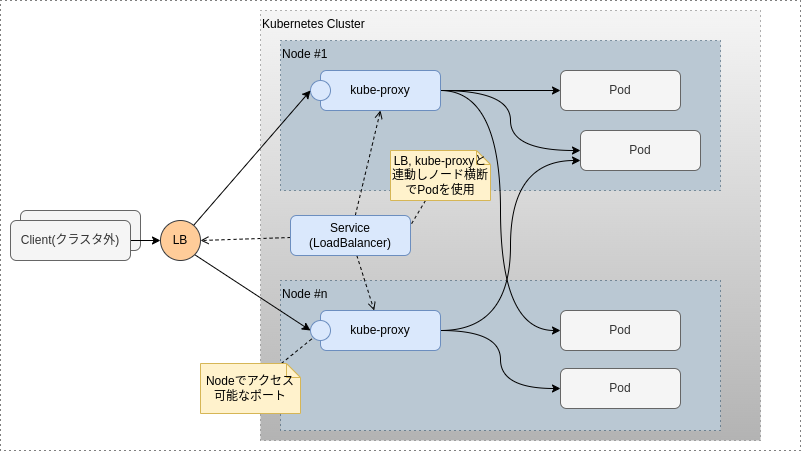 Kubernetes Cluster
Node #1
kube-proxy
Pod
Pod
LB, kube-proxyと
連動しノード横断
でPodを使用
Client(クラスタ外)
LB
Service
(LoadBalancer)
Node #n
kube-proxy
Pod
Pod
Nodeでアクセス
可能なポート